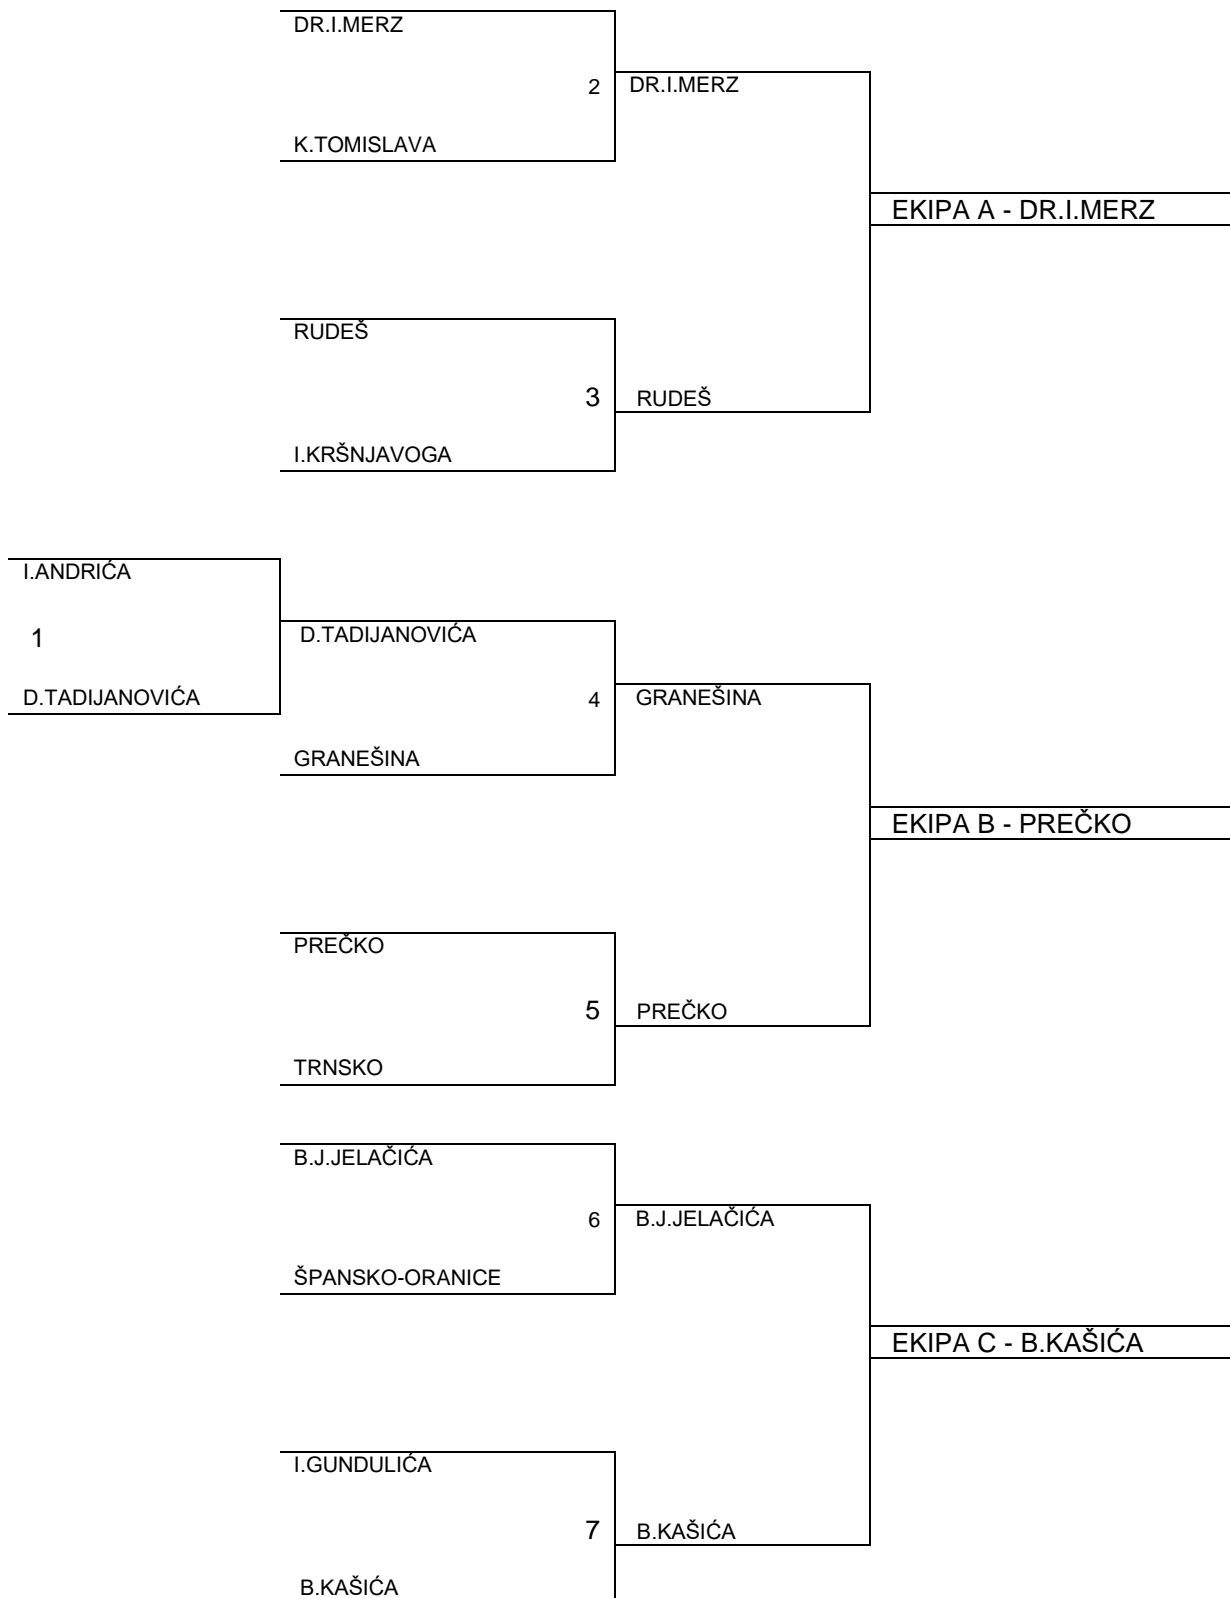 DR.I.MERZ
2
DR.I.MERZ
K.TOMISLAVA
EKIPA A - DR.I.MERZ
RUDEŠ
3
RUDEŠ
I.KRŠNJAVOGA
I.ANDRIĆA
1
D.TADIJANOVIĆA
D.TADIJANOVIĆA
4
GRANEŠINA
GRANEŠINA
EKIPA B - PREČKO
PREČKO
5
PREČKO
TRNSKO
B.J.JELAČIĆA
6
B.J.JELAČIĆA
ŠPANSKO-ORANICE
EKIPA C - B.KAŠIĆA
I.GUNDULIĆA
7
B.KAŠIĆA
B.KAŠIĆA